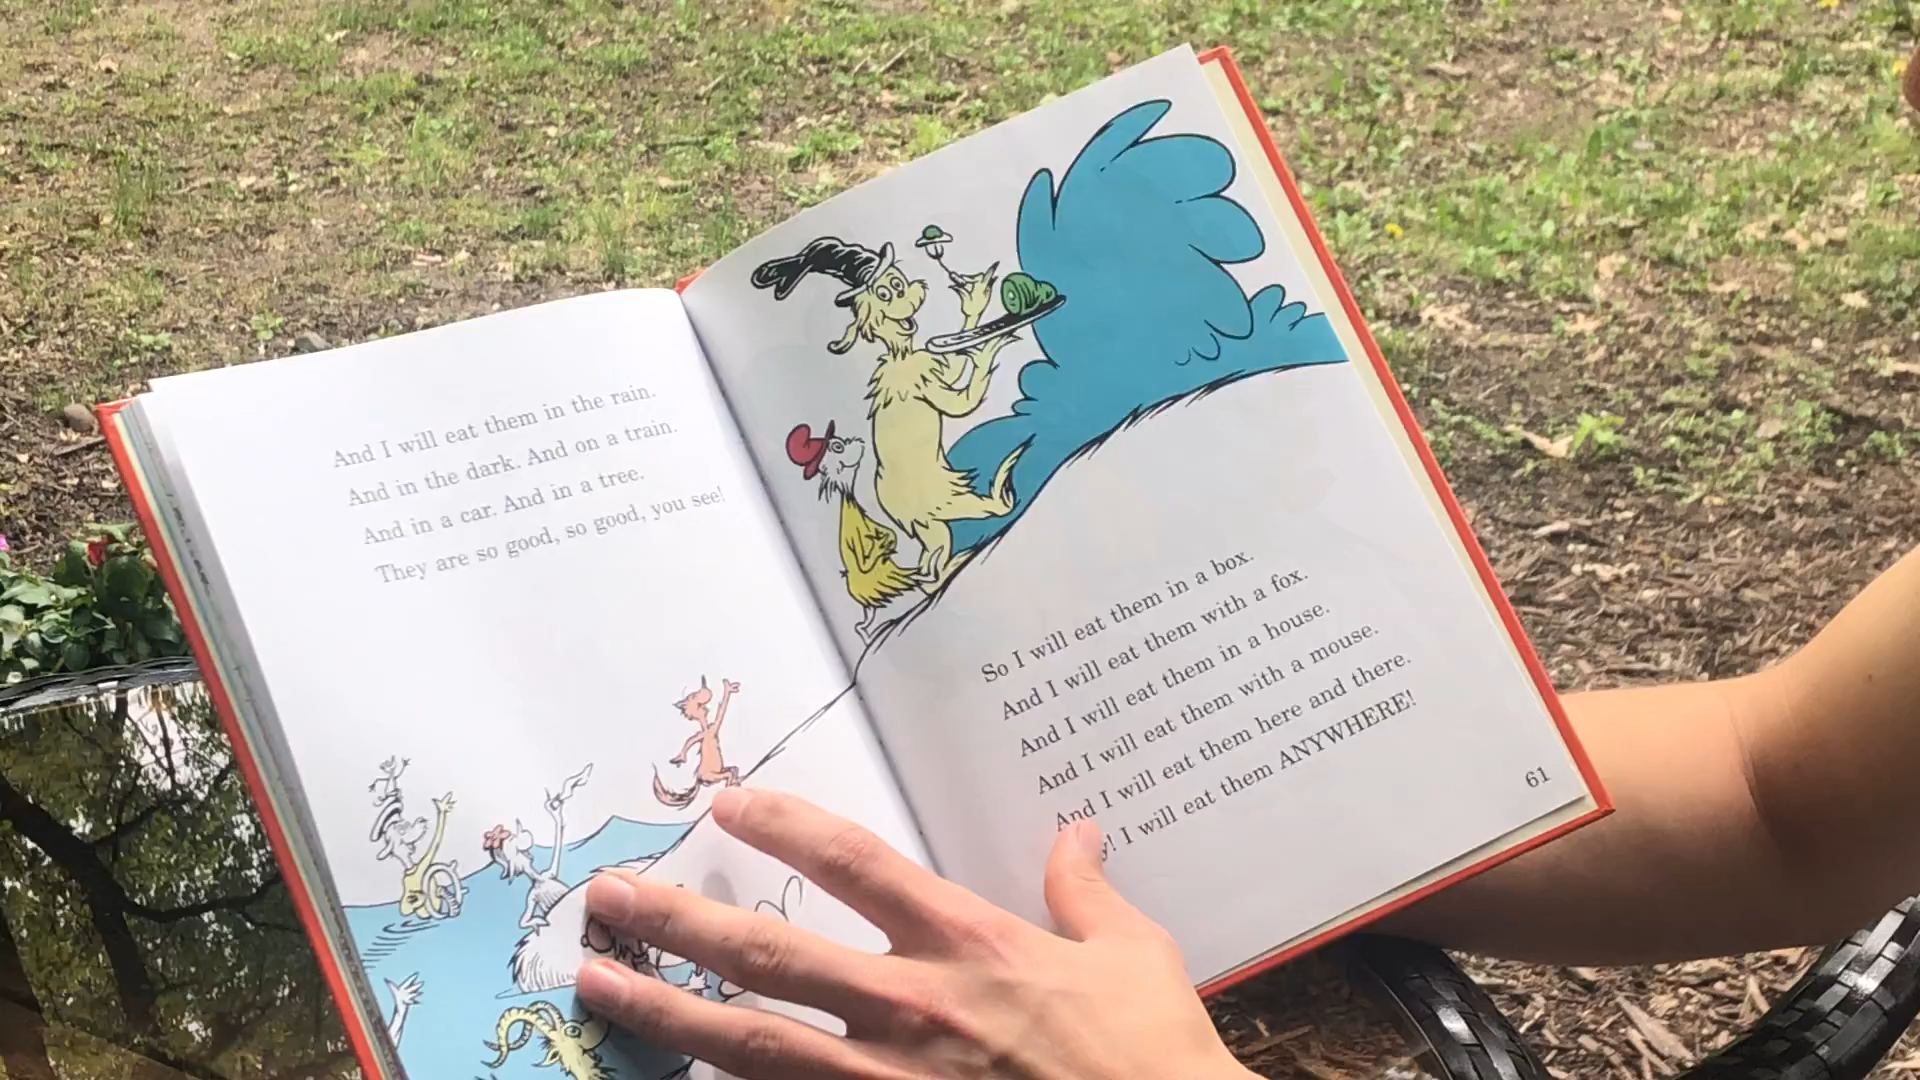 And I will eat them in the rain.
And in the dark. And on a train.
And in a car. And in a tree.
They are so good, so good, you see!
So I will eat them in a box.
And I will eat them with a fox.
And I will eat them in a house.
And I will eat them with a mouse.
And I will eat them here and there.
y! I will eat them ANYWHERE!
61